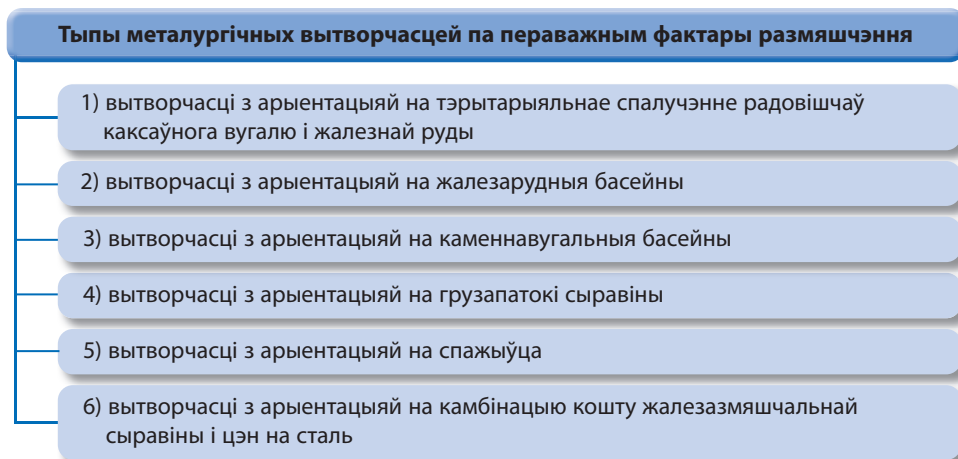 Тыпы металургічных вытворчасцей па пераважным фактары размяшчэння
1) вытворчасці з арыентацыяй на тэрытарыяльнае спалучэнне радовішчаў
каксаўнога вугалю і жалезнай руды
2) вытворчасці з арыентацыяй на жалезарудныя басейны
3) вытворчасці з арыентацыяй на каменнавугальныя басейны
4) вытворчасці з арыентацыяй на грузапатокі сыравіны
5) вытворчасці з арыентацыяй на спажыўца
6) вытворчасці з арыентацыяй на камбінацыю кошту жалезазмяшчальнай
сыравіны і цэн на сталь